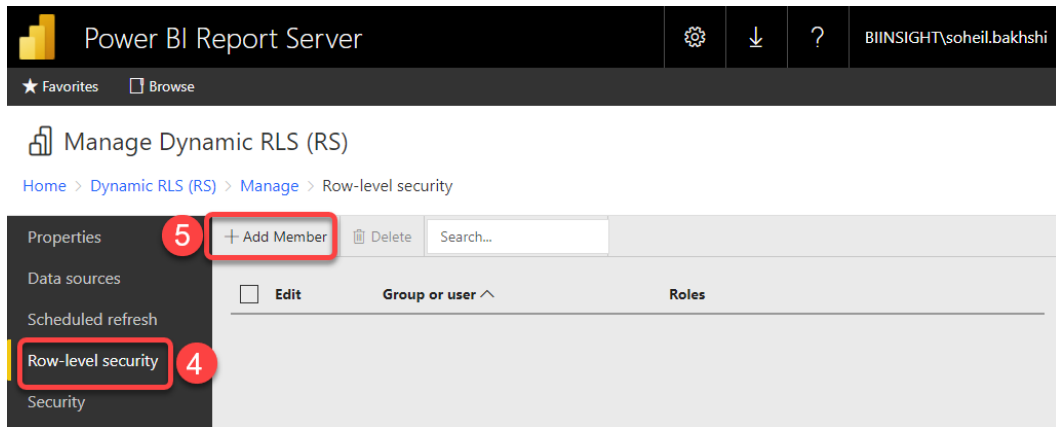 Power BI Report Server ? BIINSIGHT\soheil.bakhshi
Favorites Browse
Manage Dynamic RLS (RS)
Home > Dynamic RLS (RS) > Manage > Row-level security
Properties 5 + Add Member Delete Search...
Data sources
Edit Group or user Roles
Scheduled refresh
Row-level security 4
Security